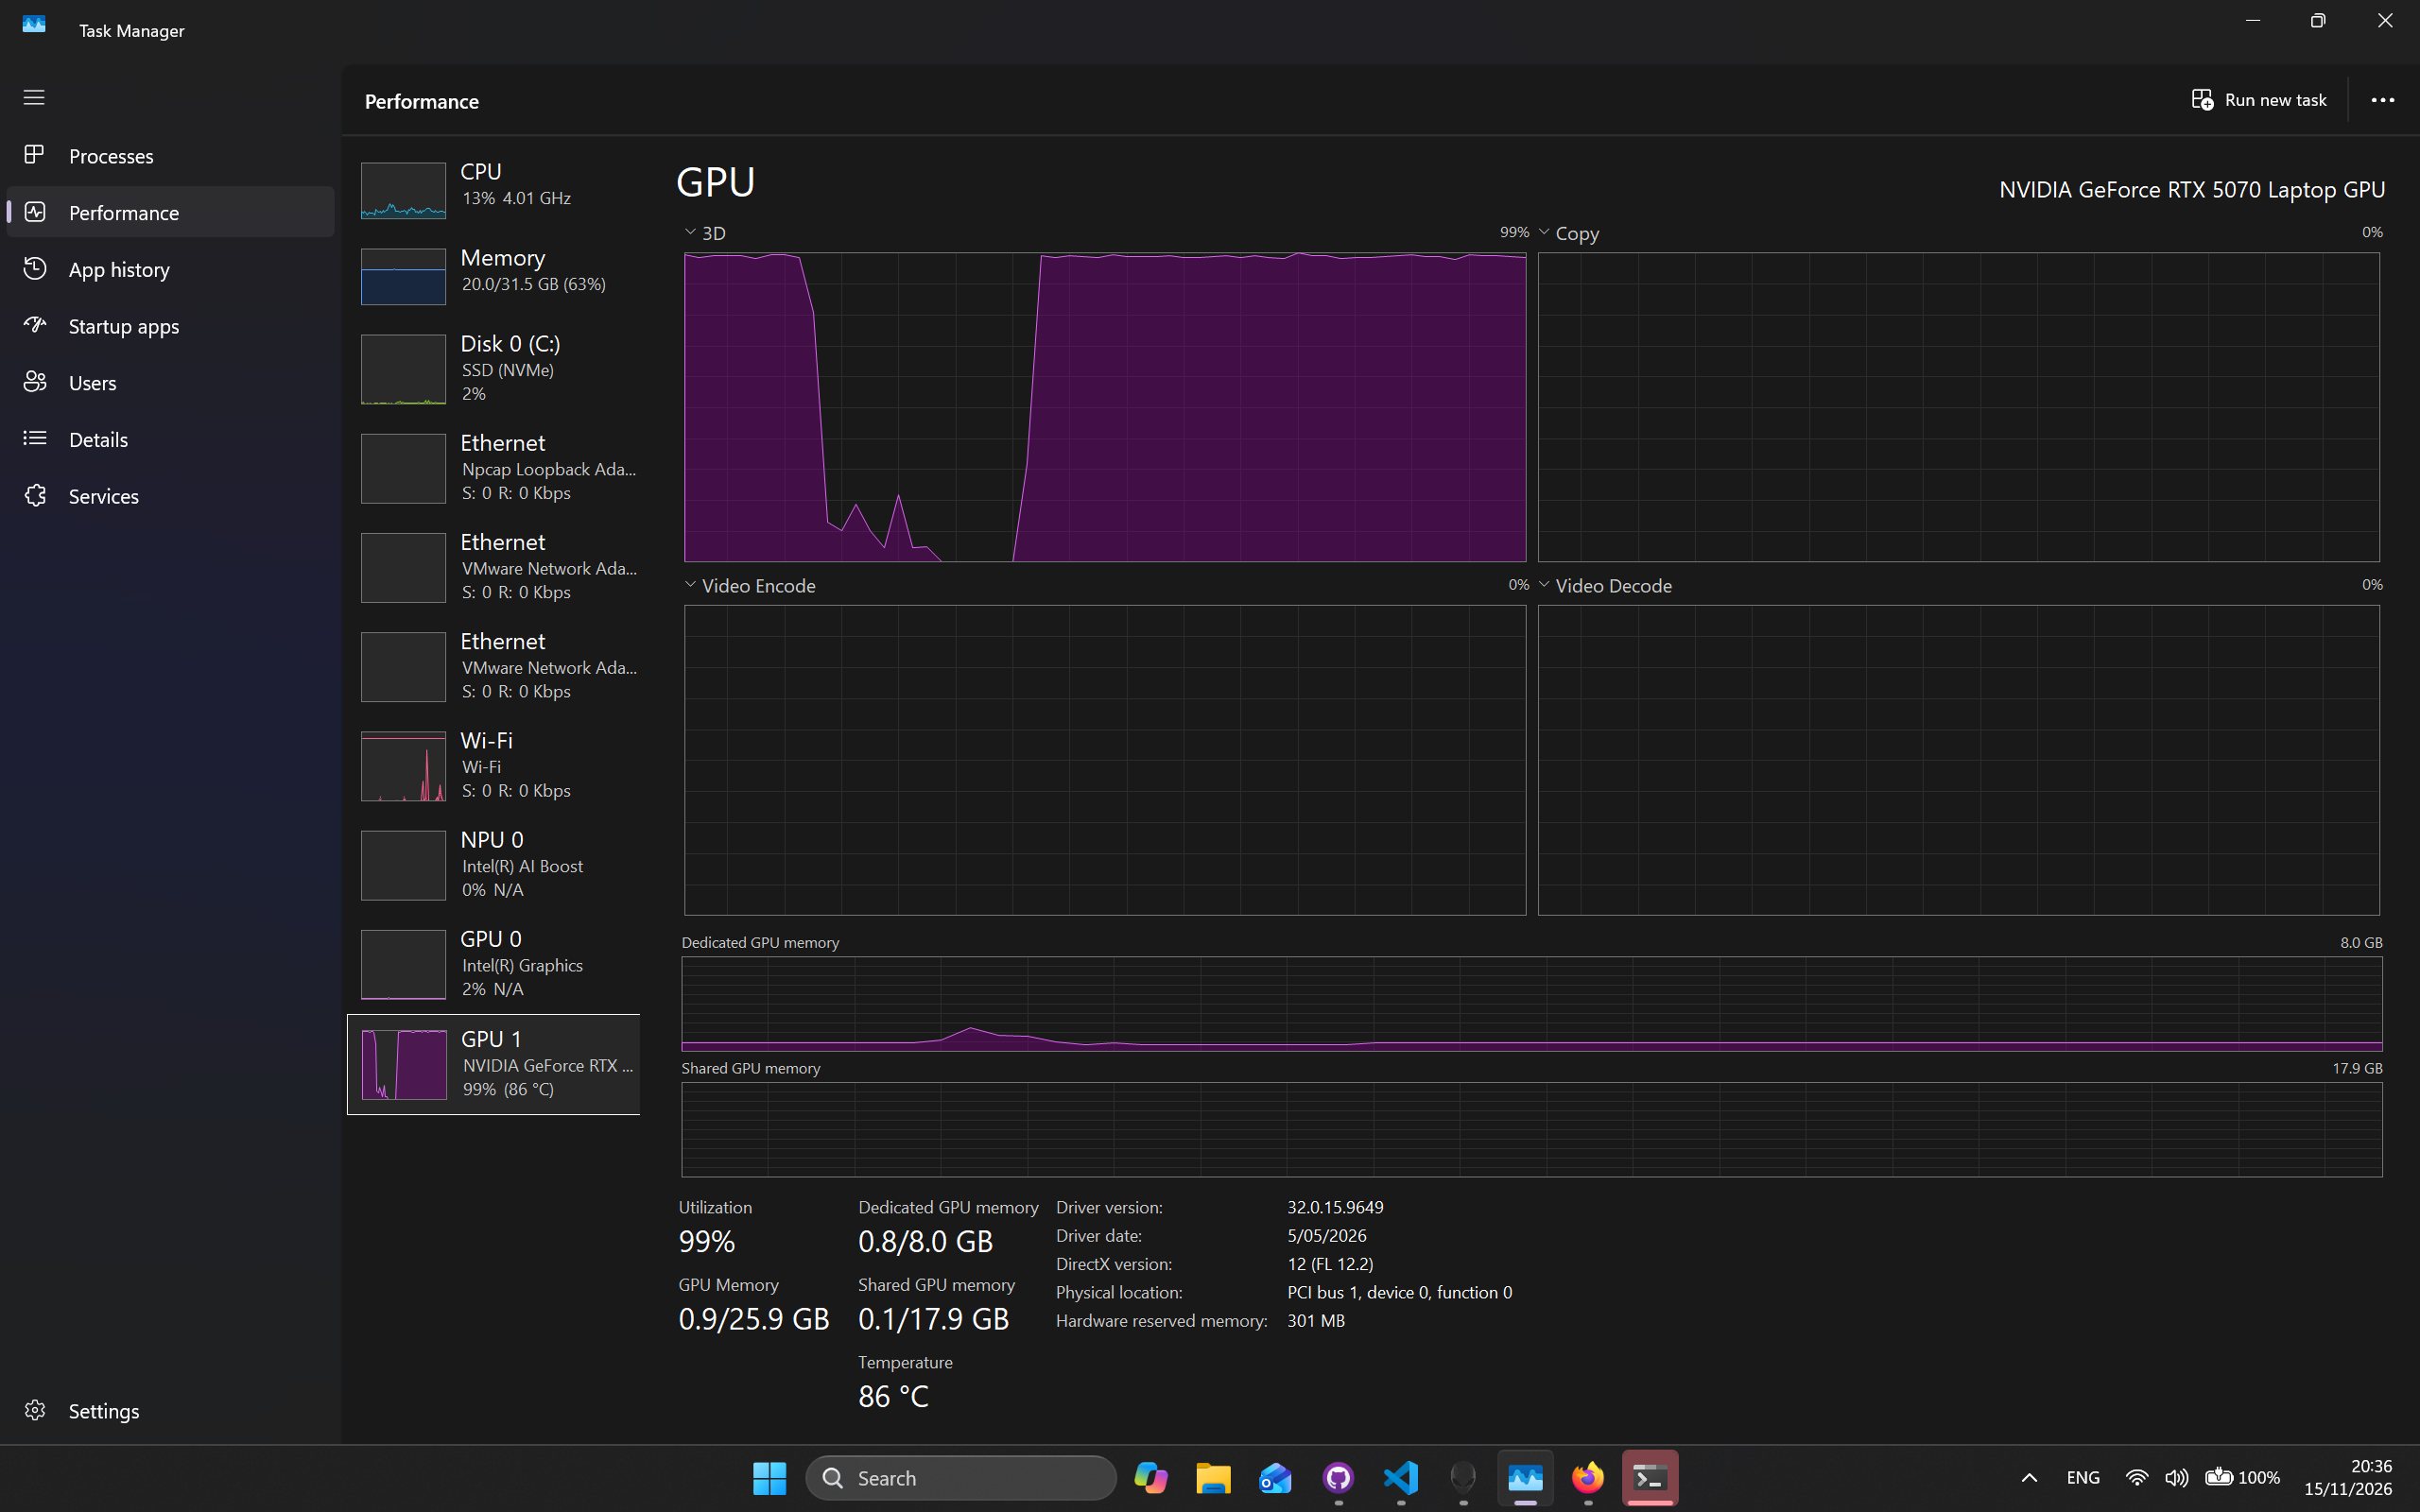 Task Manager
Performance
Run new task
Processes
Performance
App history
Startup apps
Users
Details
Services
Settings
CPU
13% 4.01 GHz
Memory
20.0/31.5 GB (63%)
Disk 0 (C:)
SSD (NVMe)
2%
Ethernet
Npcap Loopback Ada...
S: 0 R: 0 Kbps
Ethernet
VMware Network Ada...
S: 0 R: 0 Kbps
Ethernet
VMware Network Ada...
S: 0 R: 0 Kbps
Wi-Fi
Wi-Fi
S: 0 R: 0 Kbps
NPU 0
Intel(R) AI Boost
0% N/A
GPU 0
Intel(R) Graphics
2% N/A
GPU 1
NVIDIA GeForce RTX ...
99% (86 °C)
GPU
NVIDIA GeForce RTX 5070 Laptop GPU
3D 99%
Copy 0%
Video Encode 0%
Video Decode 0%
Dedicated GPU memory 8.0 GB
Shared GPU memory 17.9 GB
Utilization
99%
GPU Memory
0.9/25.9 GB
Dedicated GPU memory
0.8/8.0 GB
Shared GPU memory
0.1/17.9 GB
Temperature
86 °C
Driver version: 32.0.15.9649
Driver date: 5/05/2026
DirectX version: 12 (FL 12.2)
Physical location: PCI bus 1, device 0, function 0
Hardware reserved memory: 301 MB
Search
ENG
100%
20:36
15/11/2026